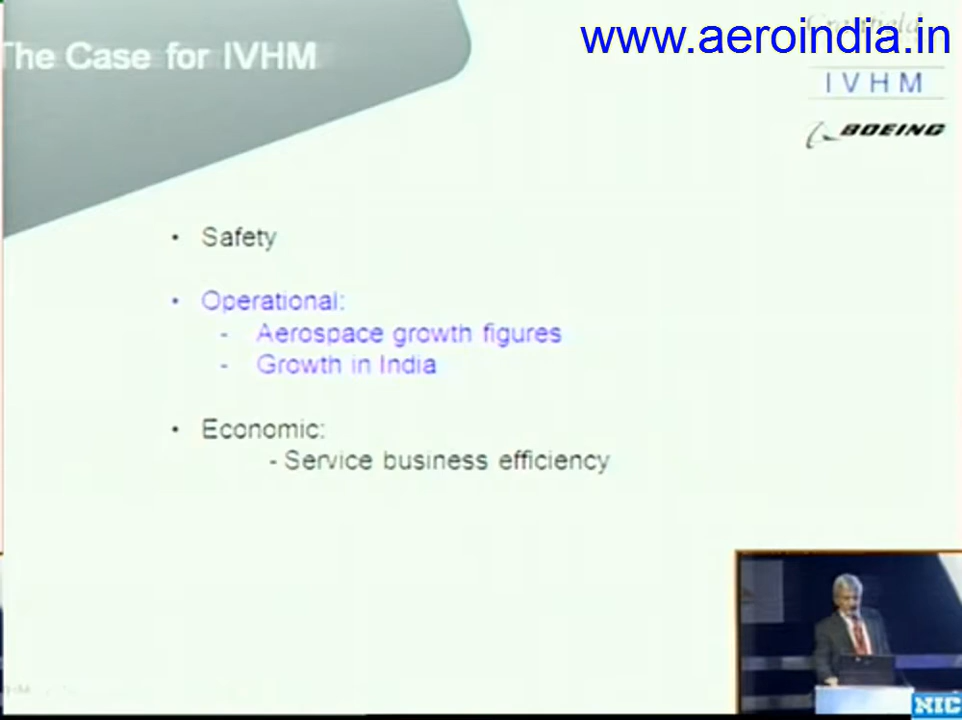 www.aeroindia.in
The Case for IVHM
Cranfield
IVHM
BOEING
• Safety
• Operational:
- Aerospace growth figures
- Growth in India
• Economic:
- Service business efficiency
NIC